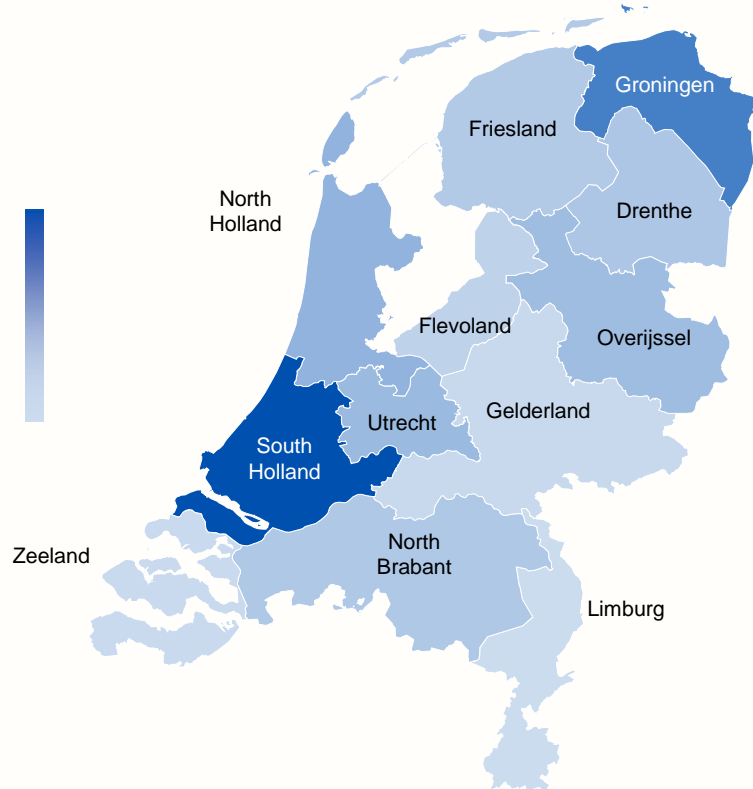 Groningen
Friesland
North
Holland
Drenthe
Flevoland
Overijssel
Gelderland
Utrecht
South
Holland
North
Brabant
Zeeland
Limburg